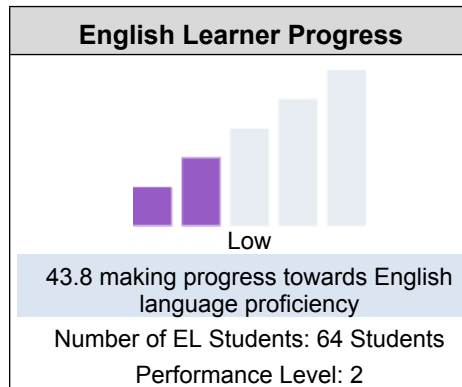 English Learner Progress
Low
43.8 making progress towards English
language proficiency
Number of EL Students: 64 Students
Performance Level: 2